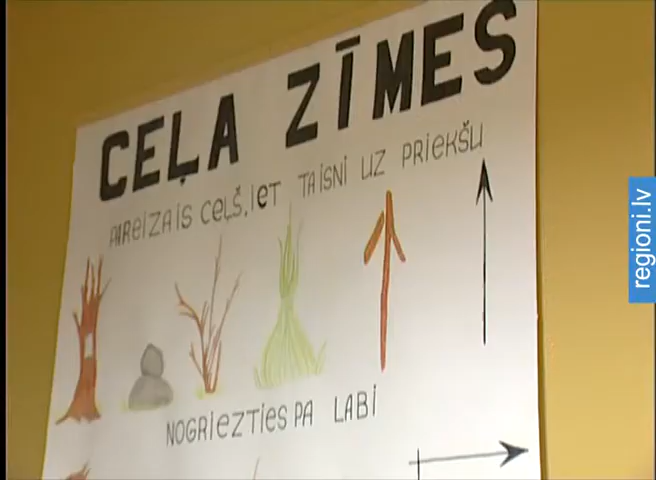 CEĻA ZĪMES
PAREIZAIS CEĻŠ, IET TAISNI UZ PRIEKŠU
NOGRIEZTIES PA LABI
regioni.lv